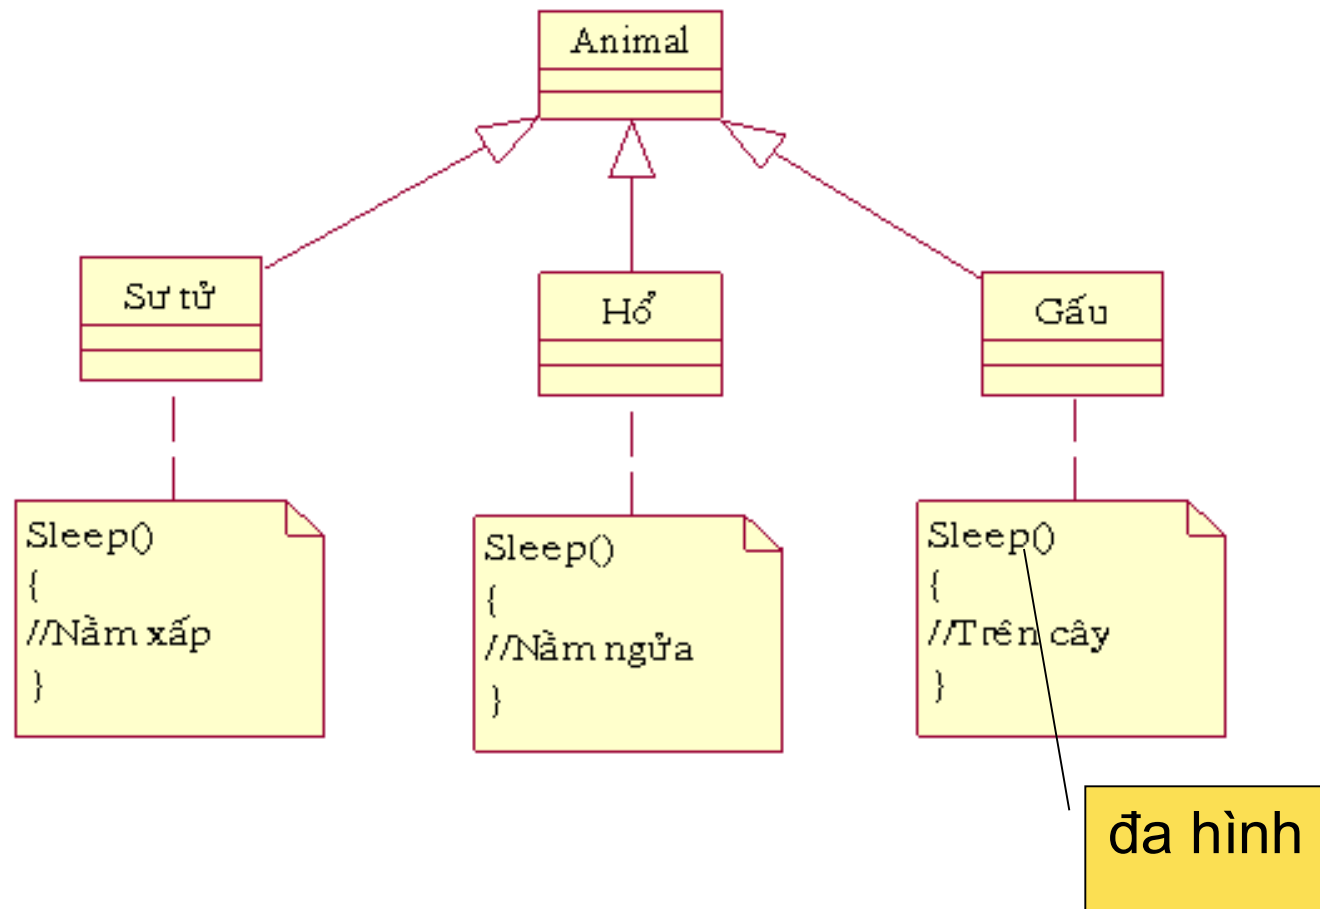 Animal
Sư tử
Hổ
Gấu
Sleep()
{
//Nằm xấp
}
Sleep()
{
//Nằm ngửa
}
Sleep()
{
//Trên cây
}
đa hình